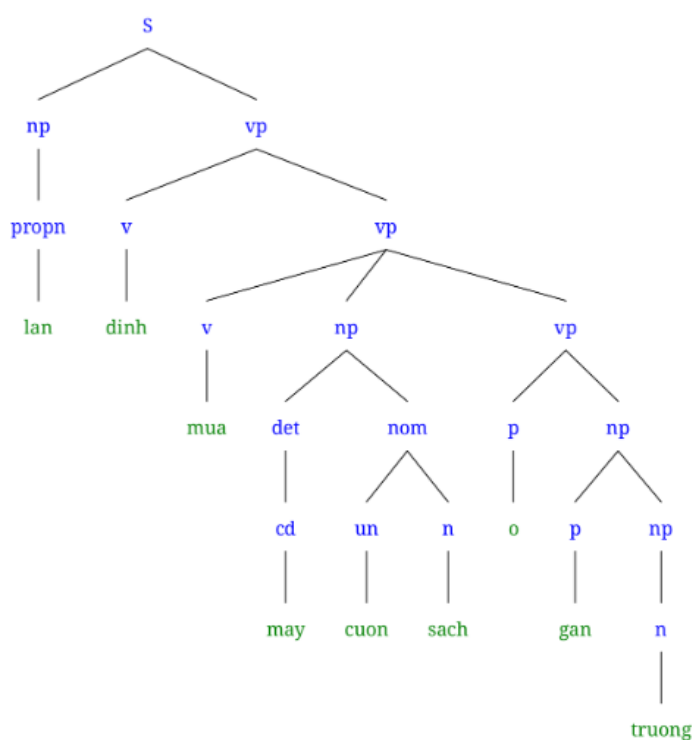 S
np vp
propn v vp
lan dinh v np vp
mua det nom p np
cd un n o p np
may cuon sach gan n
truong